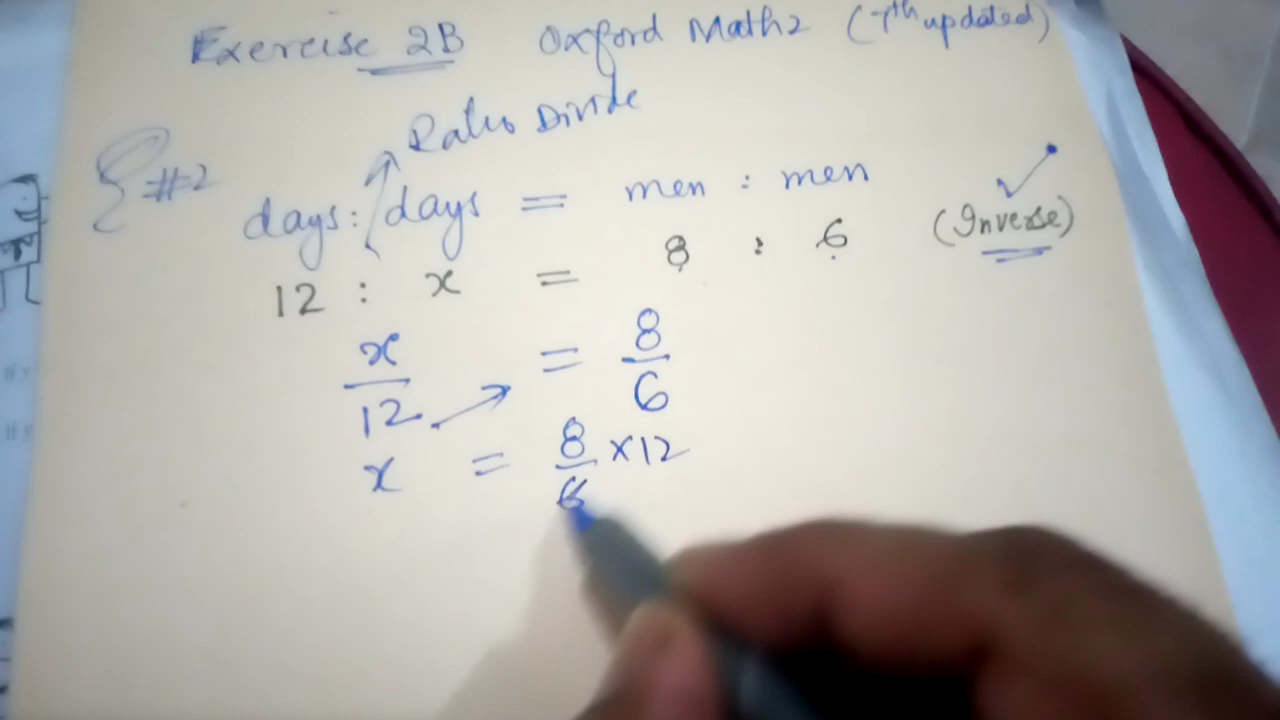 Exercise 2B Oxford Math2 (7th updated)
Ratio Divide
#2
days : days = men : men
12 : x = 8 : 6 (Inverse)
x/12 = 8/6
x = 8/6 × 12